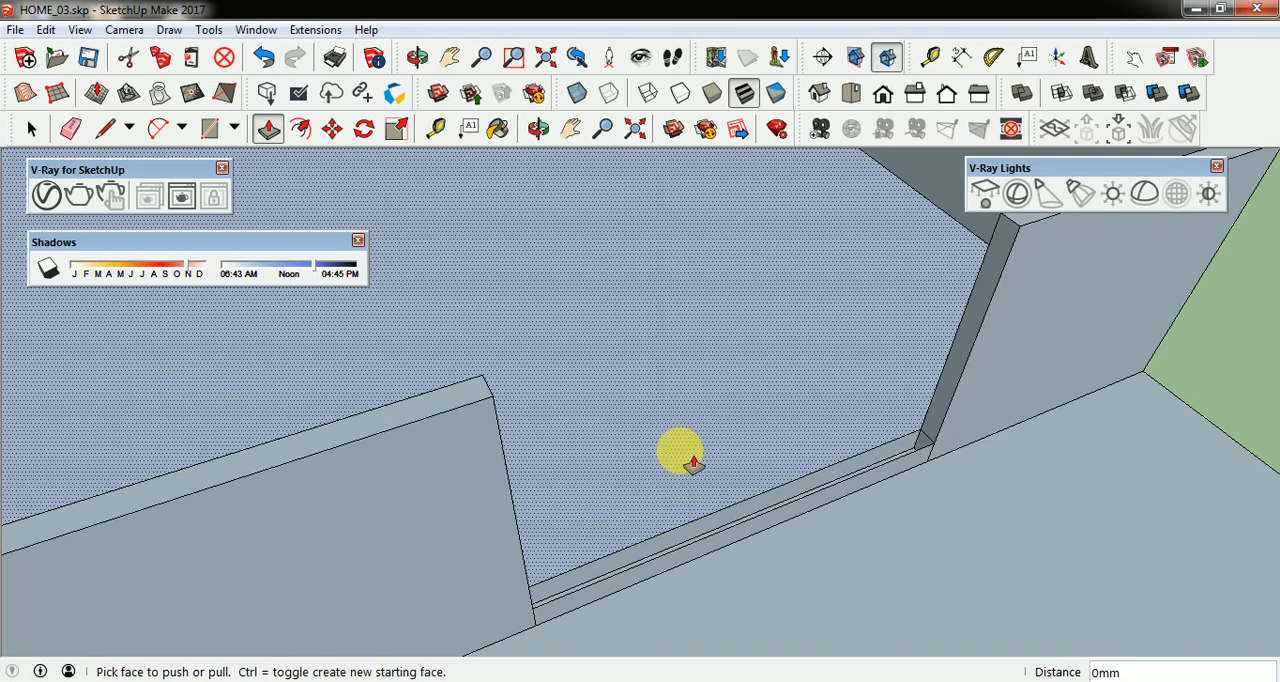 HOME_03.skp - SketchUp Make 2017
File Edit View Camera Draw Tools Window Extensions Help
A1
A1
V-Ray for SketchUp
V-Ray Lights
Shadows
J F M A M J J A S O N D 06:43 AM Noon 04:45 PM
Pick face to push or pull. Ctrl = toggle create new starting face. Distance 0mm